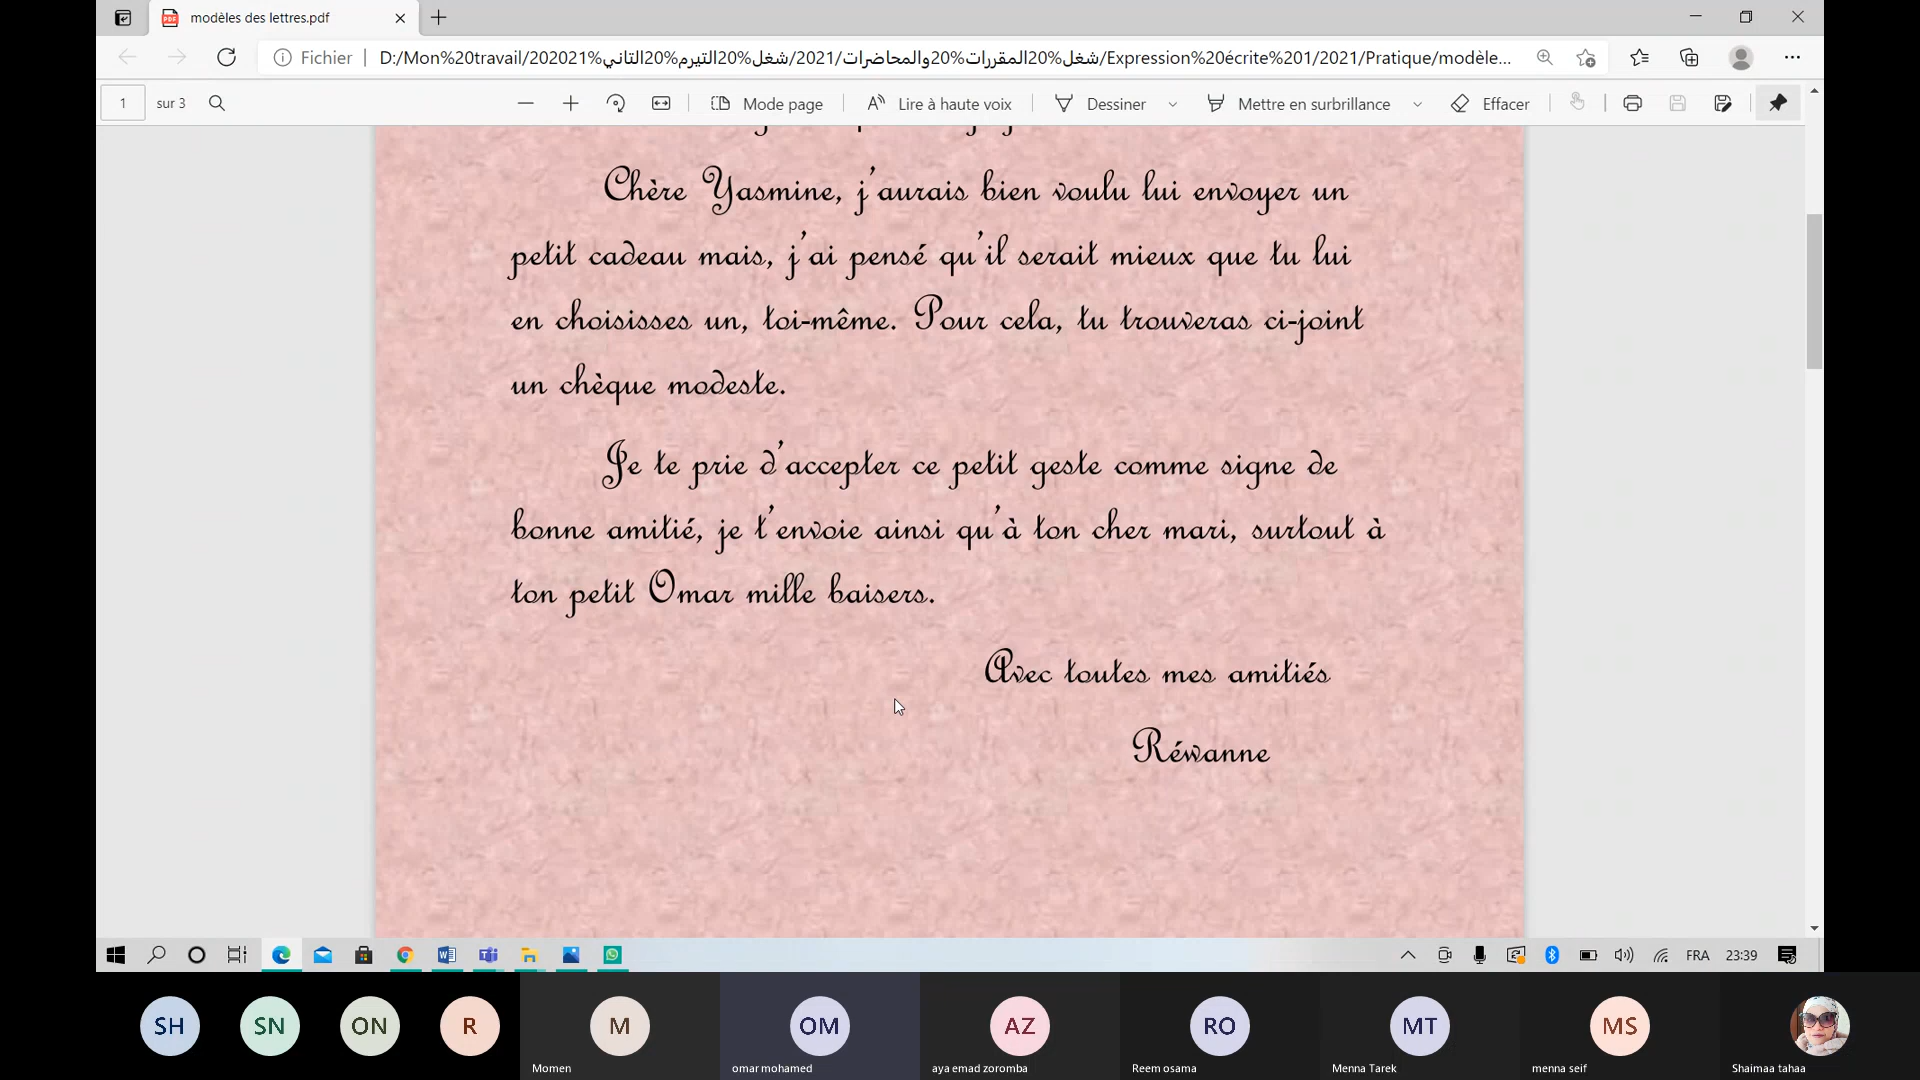 modèles des lettres.pdf
Fichier
D:/Mon%20travail/202021%شغل%20التيرم%20التاني/2021/شغل%20المقررات%20والمحاضرات/Expression%20écrite%201/2021/Pratique/modèle...
1 sur 3
Mode page
Lire à haute voix
Dessiner
Mettre en surbrillance
Effacer
Chère Yasmine, j'aurais bien voulu lui envoyer un
petit cadeau mais, j'ai pensé qu'il serait mieux que tu lui
en choisisses un, toi-même. Pour cela, tu trouveras ci-joint
un chèque modeste.
Je te prie d'accepter ce petit geste comme signe de
bonne amitié, je t'envoie ainsi qu'à ton cher mari, surtout à
ton petit Omar mille baisers.
Avec toutes mes amitiés
Réwanne
FRA 23:39
SH SN ON R M OM AZ RO MT MS
Momen omar mohamed aya emad zoromba Reem osama Menna Tarek menna seif Shaimaa tahaa